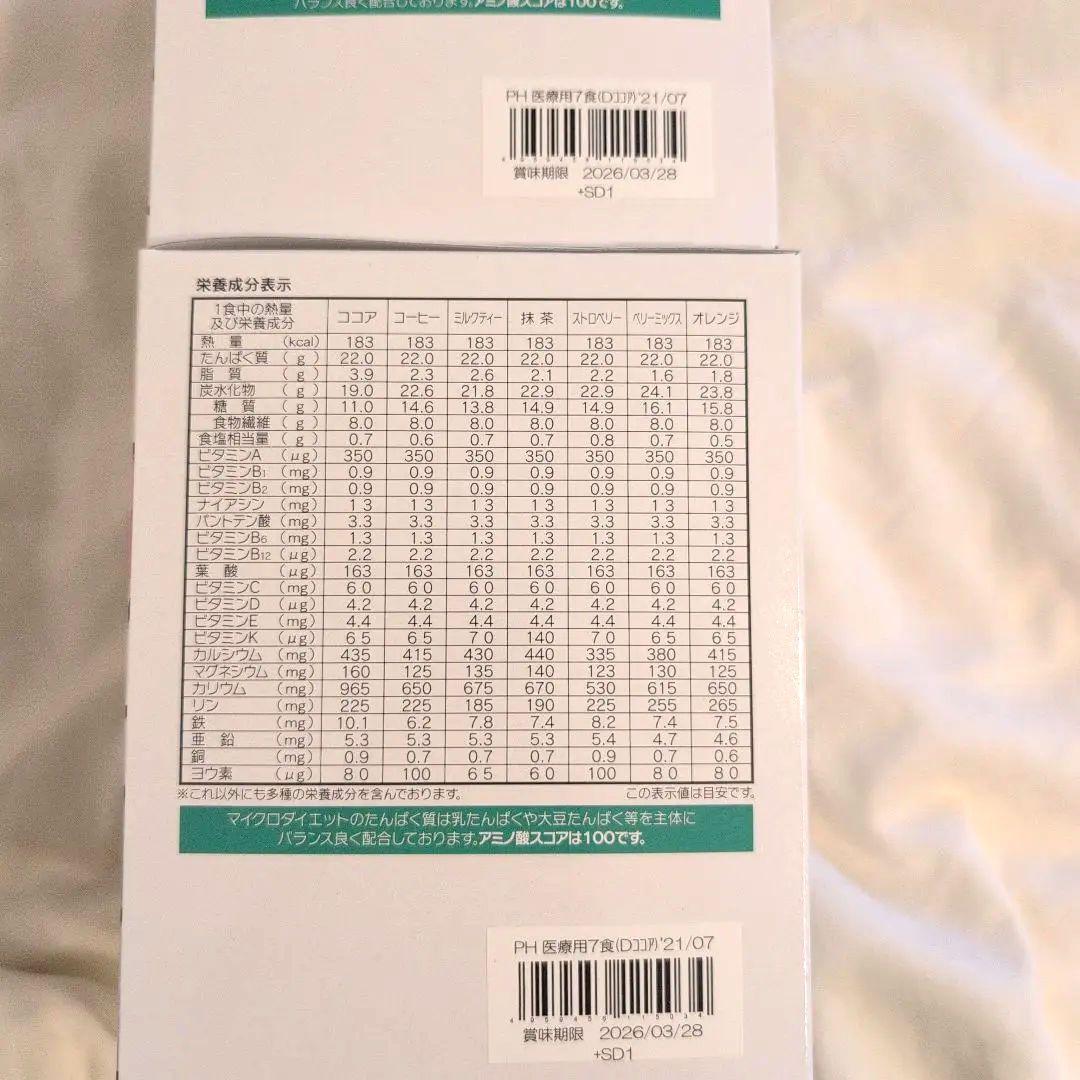 バランス良く配合しております。アミノ酸スコアは100です。
PH 医療用7食(Dココア)'21/07
賞味期限 2026/03/28
+SD1
栄養成分表示
1食中の熱量及び栄養成分 ココア コーヒー ミルクティー 抹茶 ストロベリー ベリーミックス オレンジ
熱量 (kcal) 183 183 183 183 183 183 183
たんぱく質 (g) 22.0 22.0 22.0 22.0 22.0 22.0 22.0
脂質 (g) 3.9 2.3 2.6 2.1 2.2 1.6 1.8
炭水化物 (g) 19.0 22.6 21.8 22.9 22.9 24.1 23.8
糖質 (g) 11.0 14.6 13.8 14.9 14.9 16.1 15.8
食物繊維 (g) 8.0 8.0 8.0 8.0 8.0 8.0 8.0
食塩相当量 (g) 0.7 0.6 0.7 0.7 0.8 0.7 0.5
ビタミンA (μg) 350 350 350 350 350 350 350
ビタミンB1 (mg) 0.9 0.9 0.9 0.9 0.9 0.9 0.9
ビタミンB2 (mg) 0.9 0.9 0.9 0.9 0.9 0.9 0.9
ナイアシン (mg) 13 13 13 13 13 13 13
パントテン酸 (mg) 3.3 3.3 3.3 3.3 3.3 3.3 3.3
ビタミンB6 (mg) 1.3 1.3 1.3 1.3 1.3 1.3 1.3
ビタミンB12 (μg) 2.2 2.2 2.2 2.2 2.2 2.2 2.2
葉酸 (μg) 163 163 163 163 163 163 163
ビタミンC (mg) 60 60 60 60 60 60 60
ビタミンD (μg) 4.2 4.2 4.2 4.2 4.2 4.2 4.2
ビタミンE (mg) 4.4 4.4 4.4 4.4 4.4 4.4 4.4
ビタミンK (μg) 65 65 70 140 70 65 65
カルシウム (mg) 435 415 430 440 335 380 415
マグネシウム (mg) 160 125 135 140 123 130 125
カリウム (mg) 965 650 675 670 530 615 650
リン (mg) 225 225 185 190 225 255 265
鉄 (mg) 10.1 6.2 7.8 7.4 8.2 7.4 7.5
亜鉛 (mg) 5.3 5.3 5.3 5.3 5.4 4.7 4.6
銅 (mg) 0.9 0.7 0.7 0.7 0.9 0.7 0.6
ヨウ素 (μg) 80 100 65 60 100 80 80
※これ以外にも多種の栄養成分を含んでおります。 この表示値は目安です。
マイクロダイエットのたんぱく質は乳たんぱくや大豆たんぱく等を主体に
バランス良く配合しております。アミノ酸スコアは100です。
PH 医療用7食(Dココア)'21/07
賞味期限 2026/03/28
+SD1